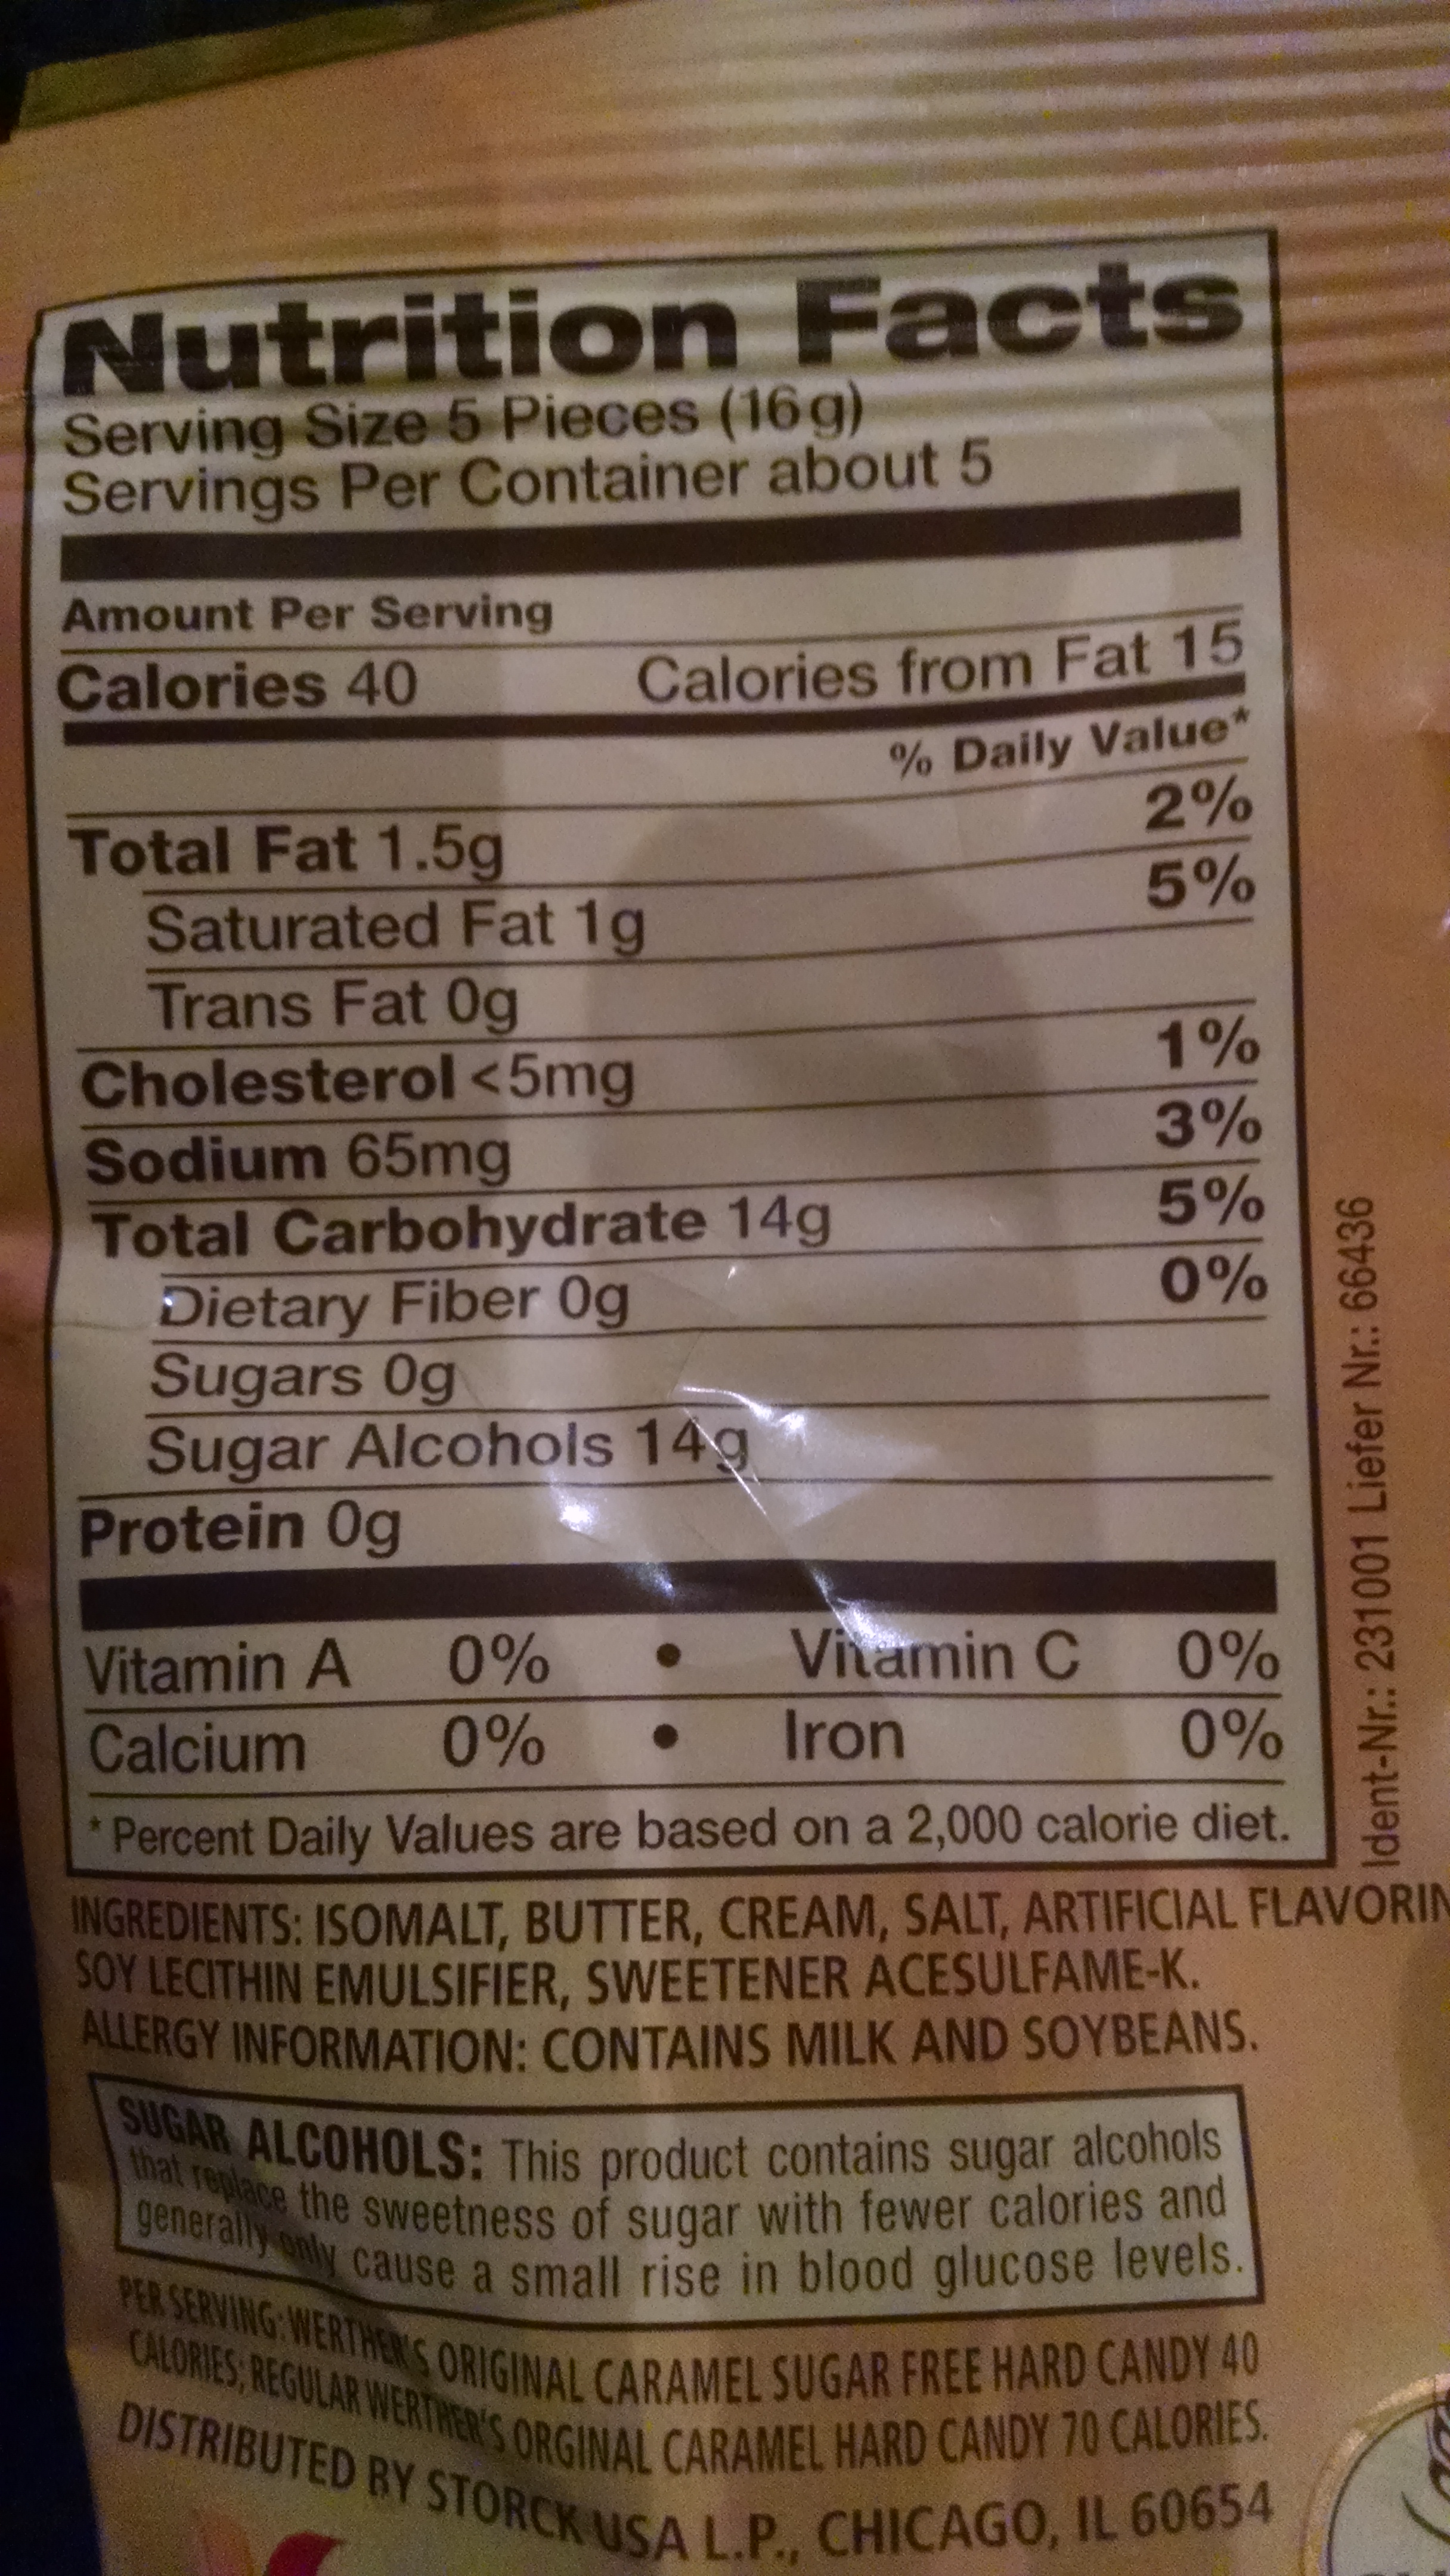 Nutrition Facts
Serving Size 5 Pieces (16g)
Servings Per Container about 5
Amount Per Serving
Calories 40 Calories from Fat 15
% Daily Value*
Total Fat 1.5g 2%
Saturated Fat 1g 5%
Trans Fat 0g
Cholesterol <5mg 1%
Sodium 65mg 3%
Total Carbohydrate 14g 5%
Dietary Fiber 0g 0%
Sugars 0g
Sugar Alcohols 14g
Protein 0g
Vitamin A 0% • Vitamin C 0%
Calcium 0% • Iron 0%
* Percent Daily Values are based on a 2,000 calorie diet.
Ident-Nr.: 231001 Liefer Nr.: 66436
INGREDIENTS: ISOMALT, BUTTER, CREAM, SALT, ARTIFICIAL FLAVORIN
SOY LECITHIN EMULSIFIER, SWEETENER ACESULFAME-K.
ALLERGY INFORMATION: CONTAINS MILK AND SOYBEANS.
SUGAR ALCOHOLS: This product contains sugar alcohols
that replace the sweetness of sugar with fewer calories and
generally only cause a small rise in blood glucose levels.
PER SERVING: WERTHER'S ORIGINAL CARAMEL SUGAR FREE HARD CANDY 40
CALORIES; REGULAR WERTHER'S ORGINAL CARAMEL HARD CANDY 70 CALORIES.
DISTRIBUTED BY STORCK USA L.P., CHICAGO, IL 60654